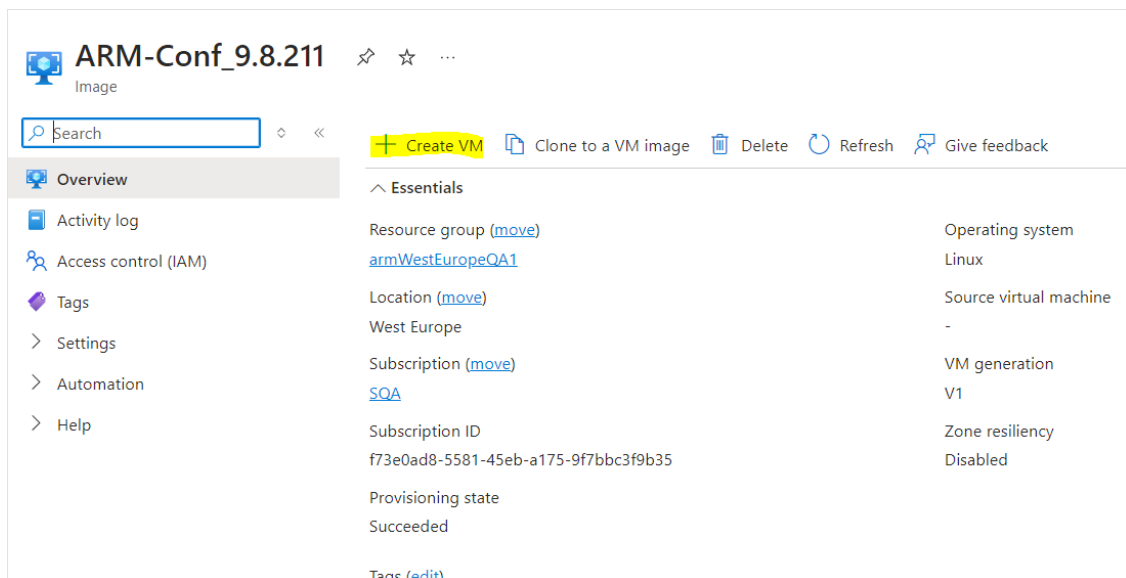 ARM-Conf_9.8.211
Image
Search
Overview
Activity log
Access control (IAM)
Tags
Settings
Automation
Help
Create VM
Clone to a VM image
Delete
Refresh
Give feedback
Essentials
Resource group (move)
armWestEuropeQA1
Location (move)
West Europe
Subscription (move)
SQA
Subscription ID
f73e0ad8-5581-45eb-a175-9f7bbc3f9b35
Provisioning state
Succeeded
Tags (edit)
Operating system
Linux
Source virtual machine
-
VM generation
V1
Zone resiliency
Disabled